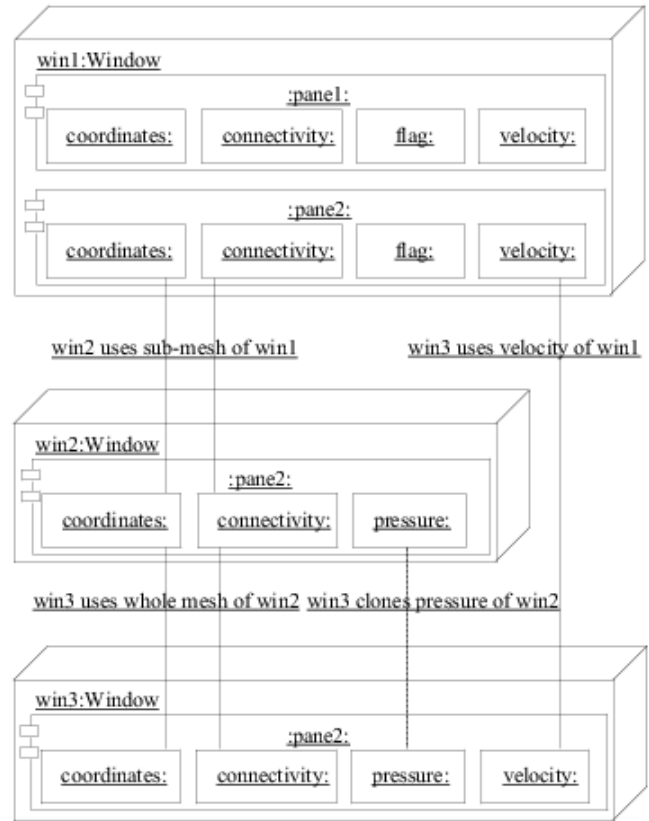 win1:Window
:pane1:
coordinates: connectivity: flag: velocity:
:pane2:
coordinates: connectivity: flag: velocity:
win2 uses sub-mesh of win1 win3 uses velocity of win1
win2:Window
:pane2:
coordinates: connectivity: pressure:
win3 uses whole mesh of win2 win3 clones pressure of win2
win3:Window
:pane2:
coordinates: connectivity: pressure: velocity: